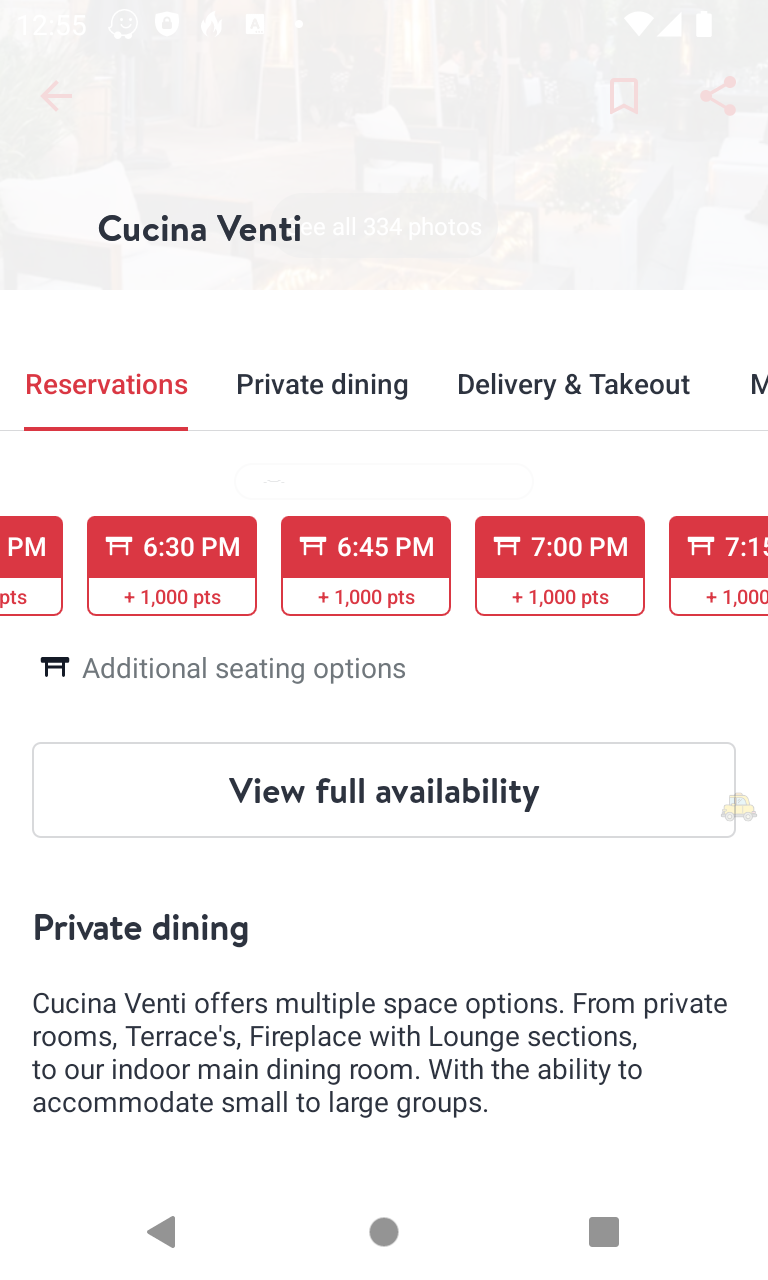 12:55
Cucina Venti
ee all 334 photos
Reservations
Private dining
Delivery & Takeout
M
PM
6:30 PM
6:45 PM
7:00 PM
7:15
pts
+ 1,000 pts
+ 1,000 pts
+ 1,000 pts
+ 1,000
Additional seating options
View full availability
Private dining
Cucina Venti offers multiple space options. From private
rooms, Terrace's, Fireplace with Lounge sections,
to our indoor main dining room. With the ability to
accommodate small to large groups.